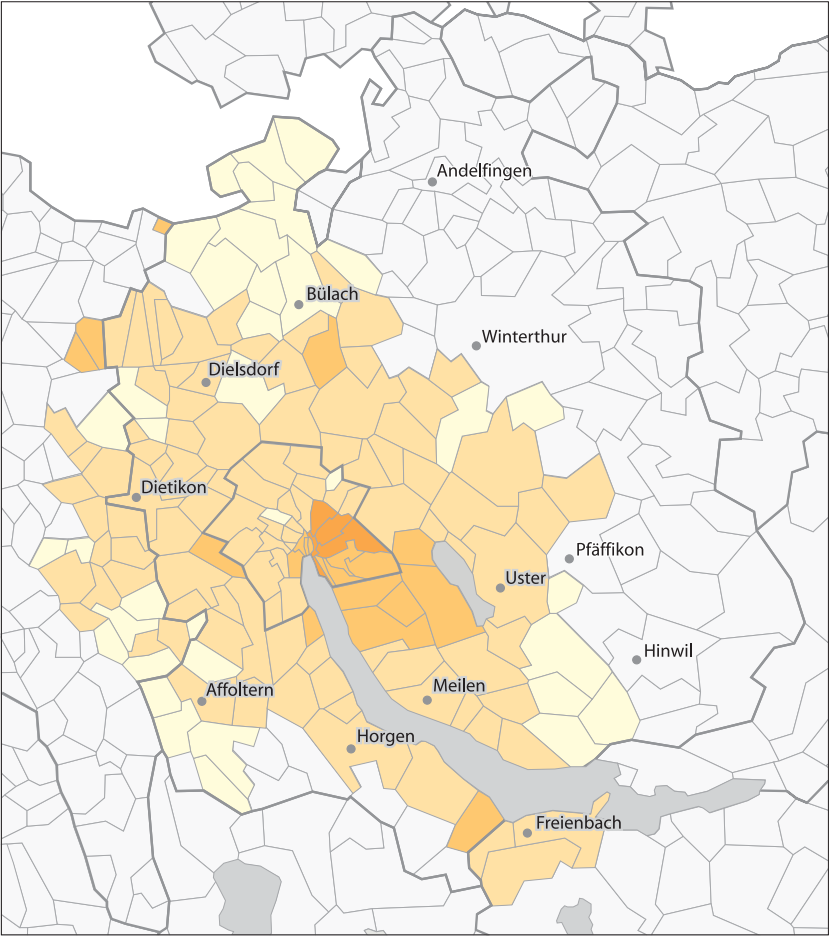 Andelfingen
Bülach
Winterthur
Dielsdorf
Dietikon
Pfäffikon
Uster
Hinwil
Affoltern
Meilen
Horgen
Freienbach